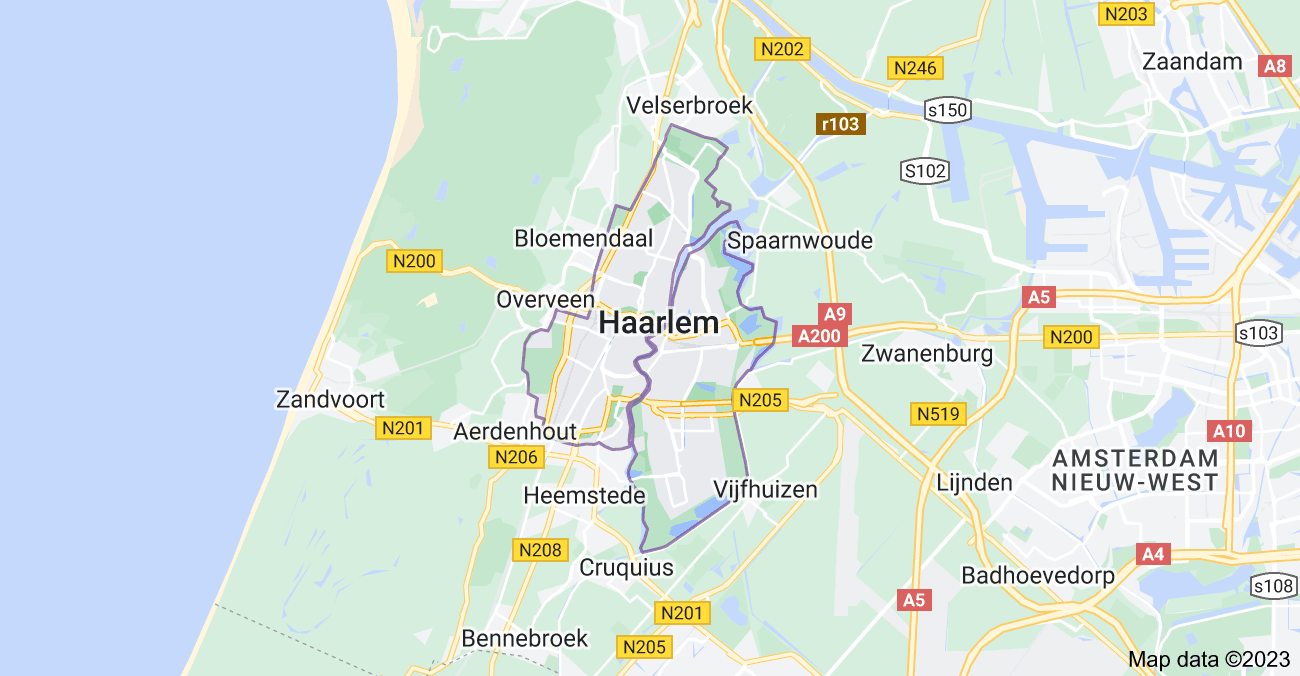 N203
N202
Zaandam
A8
N246
Velserbroek
s150
r103
S102
Bloemendaal
Spaarnwoude
N200
Overveen
A5
A9
Haarlem
A200
N200
s103
Zwanenburg
Zandvoort
N205
N519
N201
Aerdenhout
A10
N206
AMSTERDAM
NIEUW-WEST
Lijnden
Vijfhuizen
Heemstede
N208
A4
Cruquius
Badhoevedorp
s108
A5
N201
Bennebroek
N205
Map data ©2023